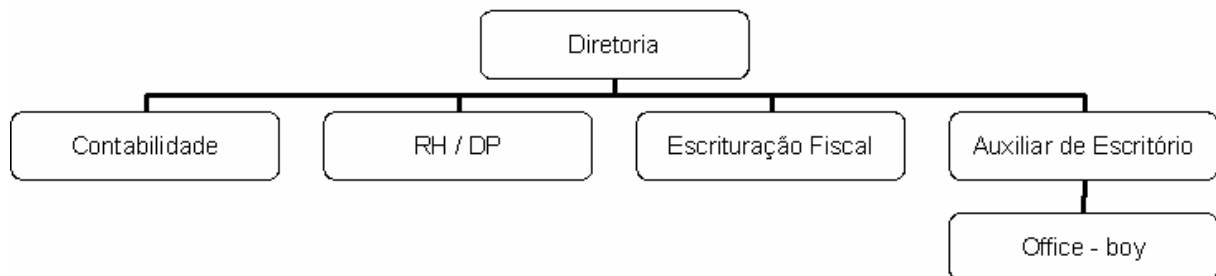 Diretoria
Contabilidade
RH / DP
Escrituração Fiscal
Auxiliar de Escritório
Office - boy